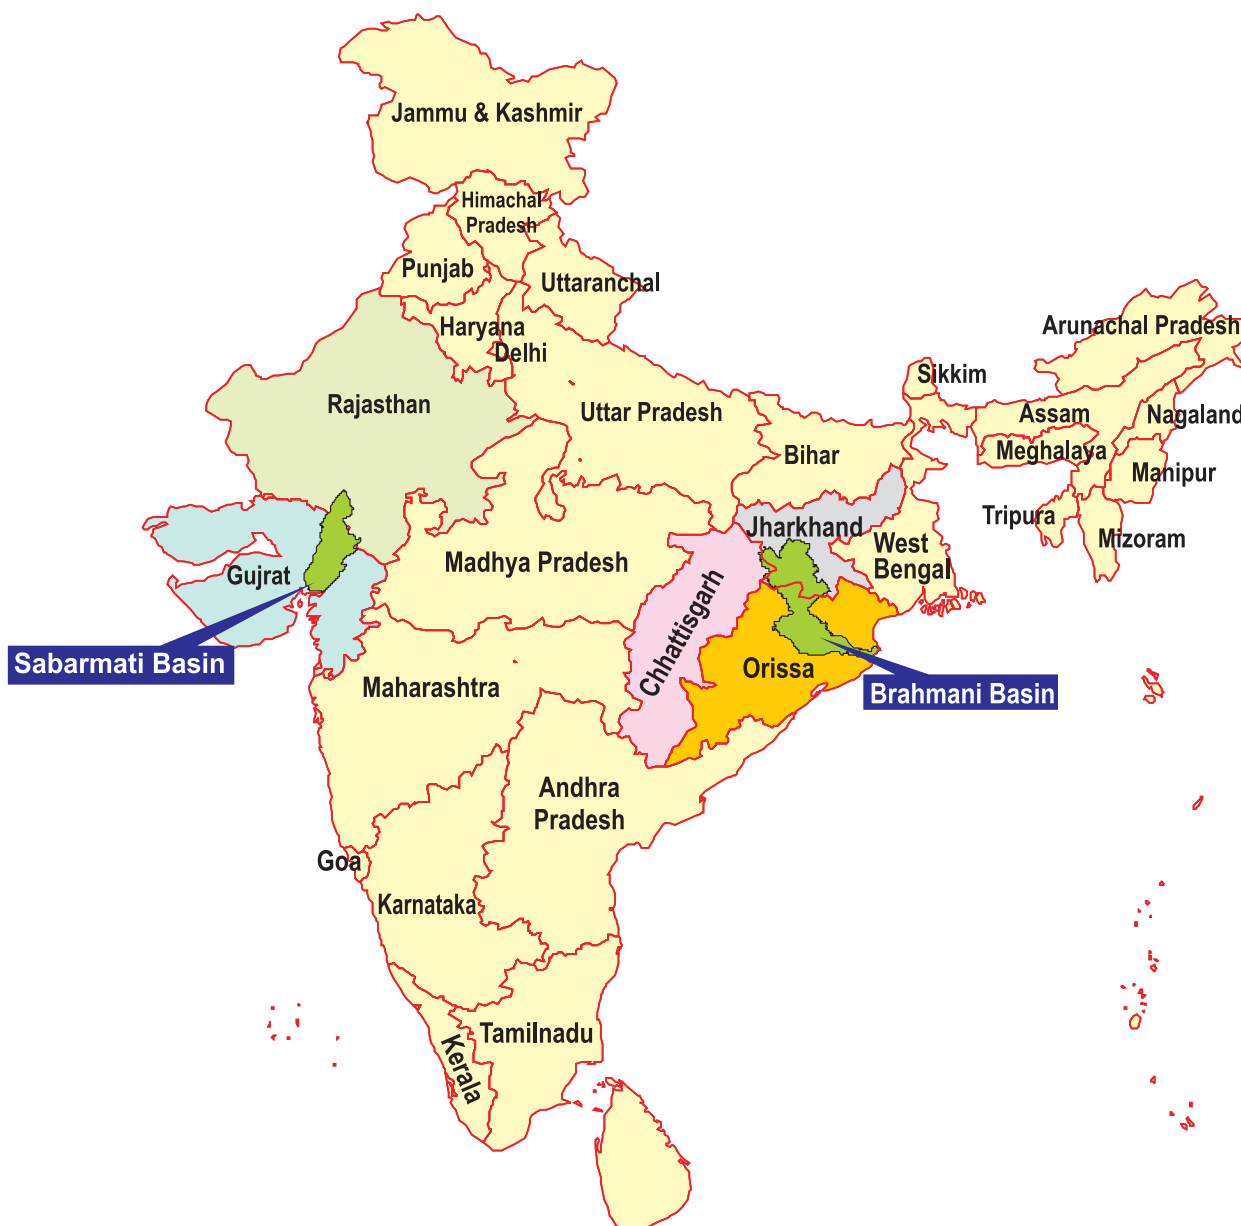 Jammu & Kashmir
Himachal
Pradesh
Punjab
Uttaranchal
Haryana
Delhi
Arunachal Pradesh
Sikkim
Rajasthan
Uttar Pradesh
Assam
Nagaland
Bihar
Meghalaya
Manipur
Tripura
Mizoram
Jharkhand
West
Bengal
Gujrat
Madhya Pradesh
Chhattisgarh
Sabarmati Basin
Maharashtra
Orissa
Brahmani Basin
Andhra
Pradesh
Goa
Karnataka
Tamilnadu
Kerala